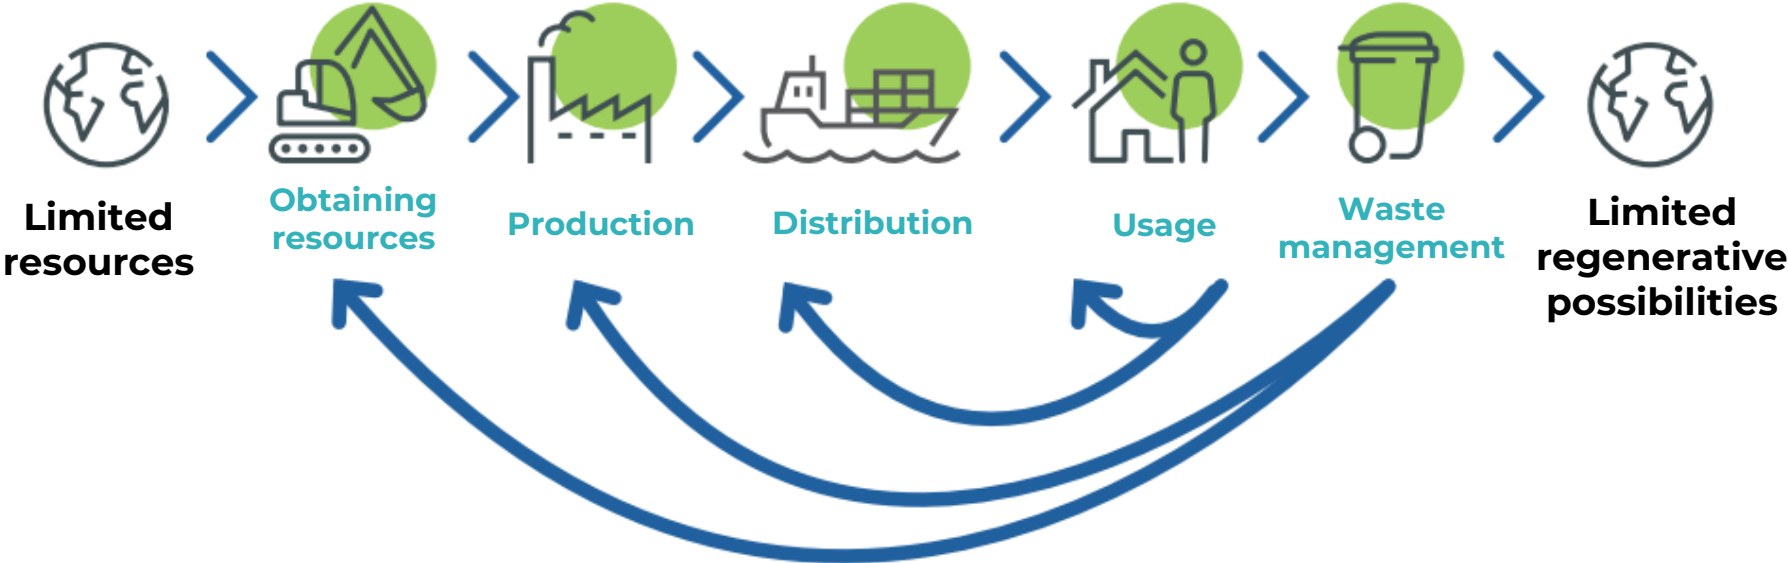 Limited
resources
Obtaining
resources
Production
Distribution
Usage
Waste
management
Limited
regenerative
possibilities